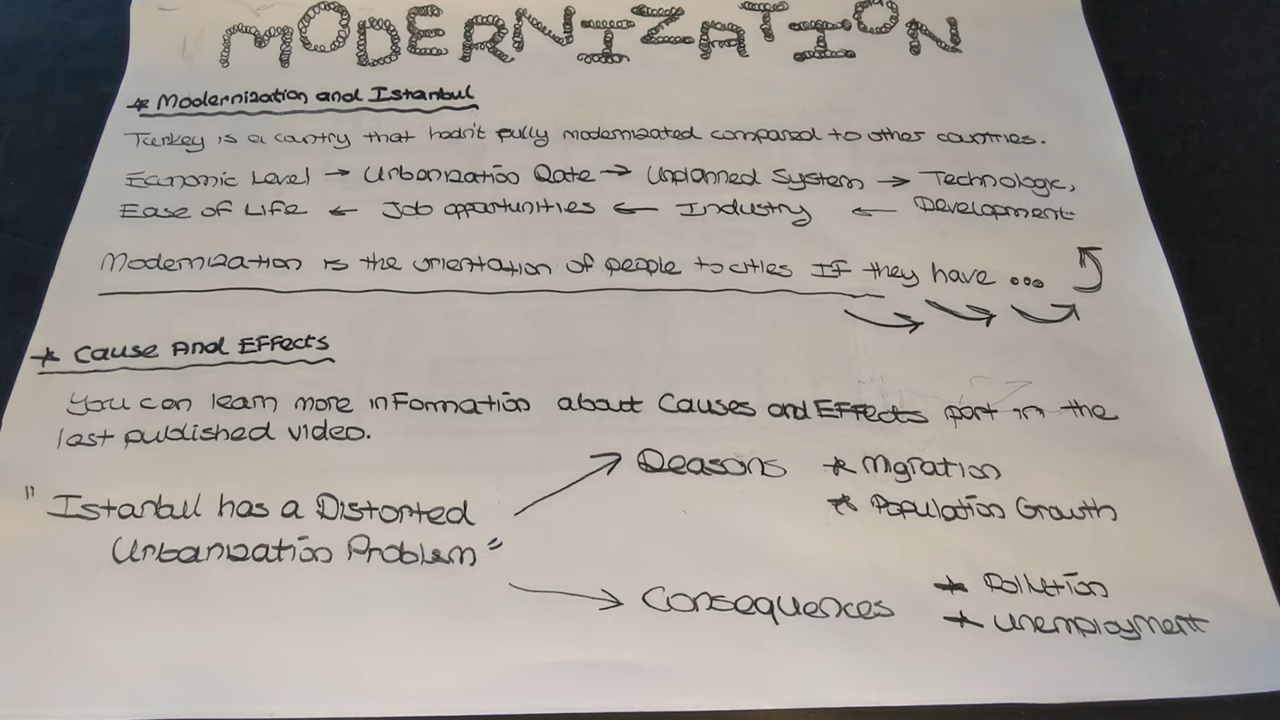 MODERNIZATION
* Modernization and Istanbul
Turkey is a cantry that hadn't fully modernizated compared to other countries.
Economic Level → Urbanization Rate → Unplanned System → Technologic,
Ease of Life ← Job opportunities ← Industry ← Development
Modernization is the orientation of people to cities If they have ...
* Cause And Effects
You can learn more information about Causes and Effects part in the
last published video.
"Istanbul has a Distorted
Urbanization Problem"
→ Reasons * Migration
* Population Growth
→ Consequences * Pollution
* Unemployment